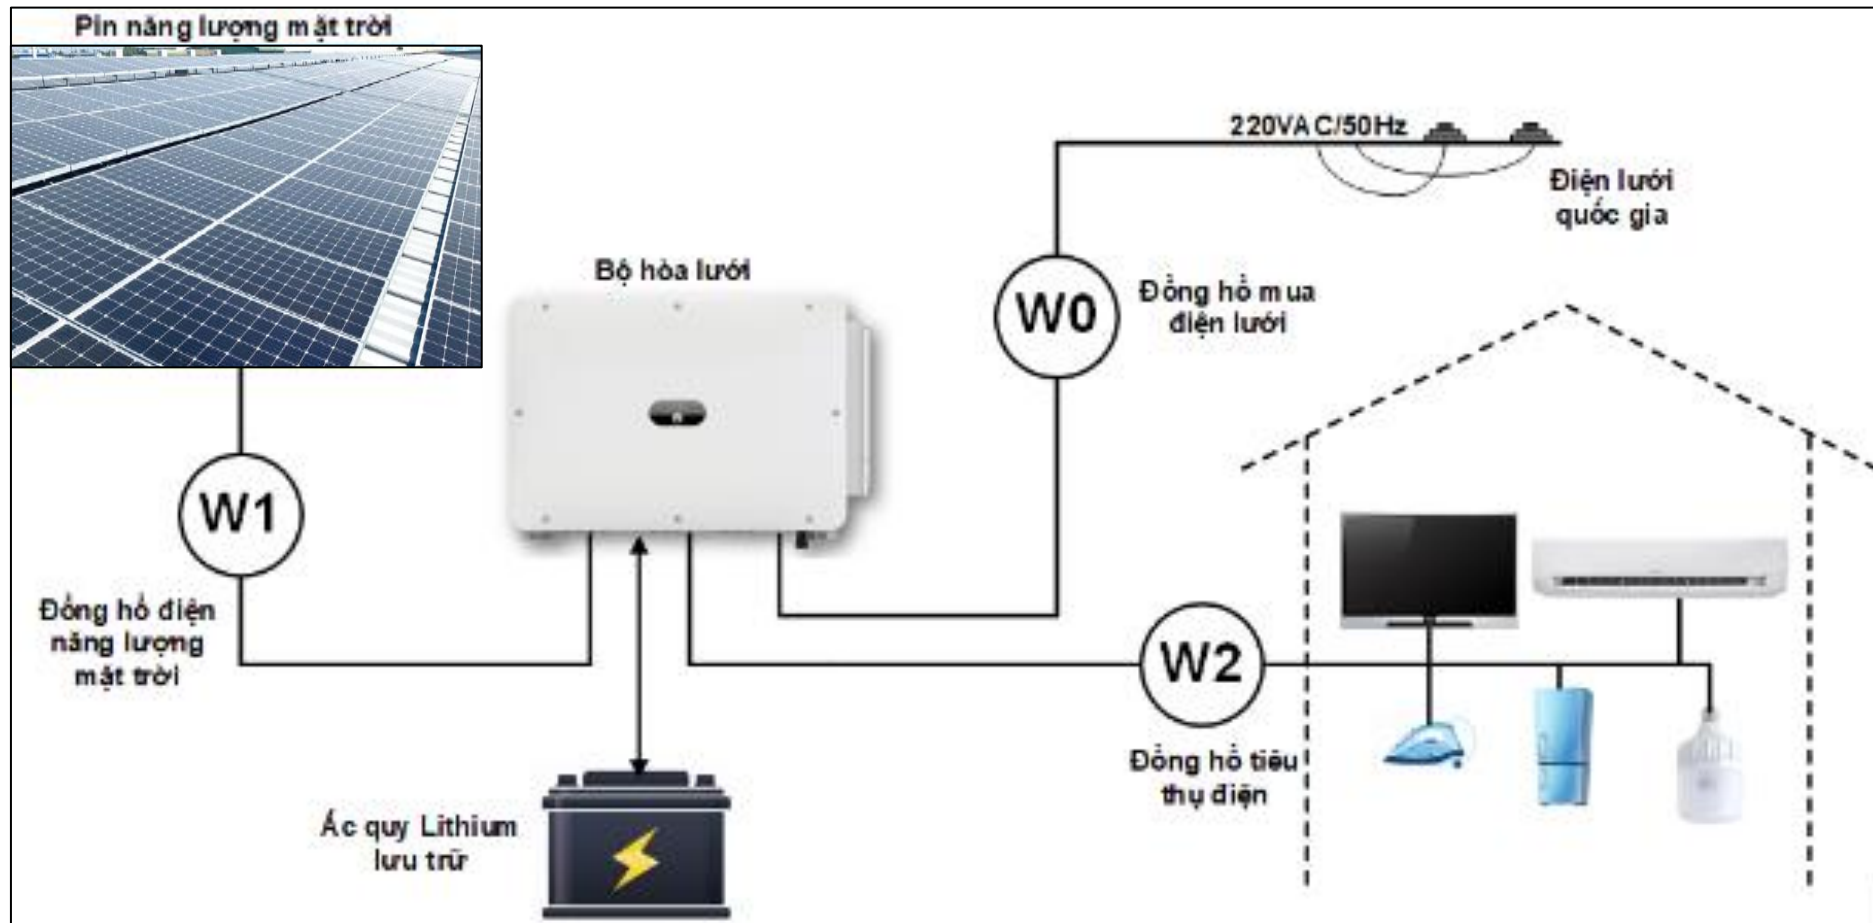 Pin năng lượng mặt trời
220VAC/50Hz
Điện lưới
quốc gia
Bộ hòa lưới
W0
Đồng hồ mua
điện lưới
W1
Đồng hồ điện
năng lượng
mặt trời
W2
Đồng hồ tiêu
thụ điện
Ác quy Lithium
lưu trữ